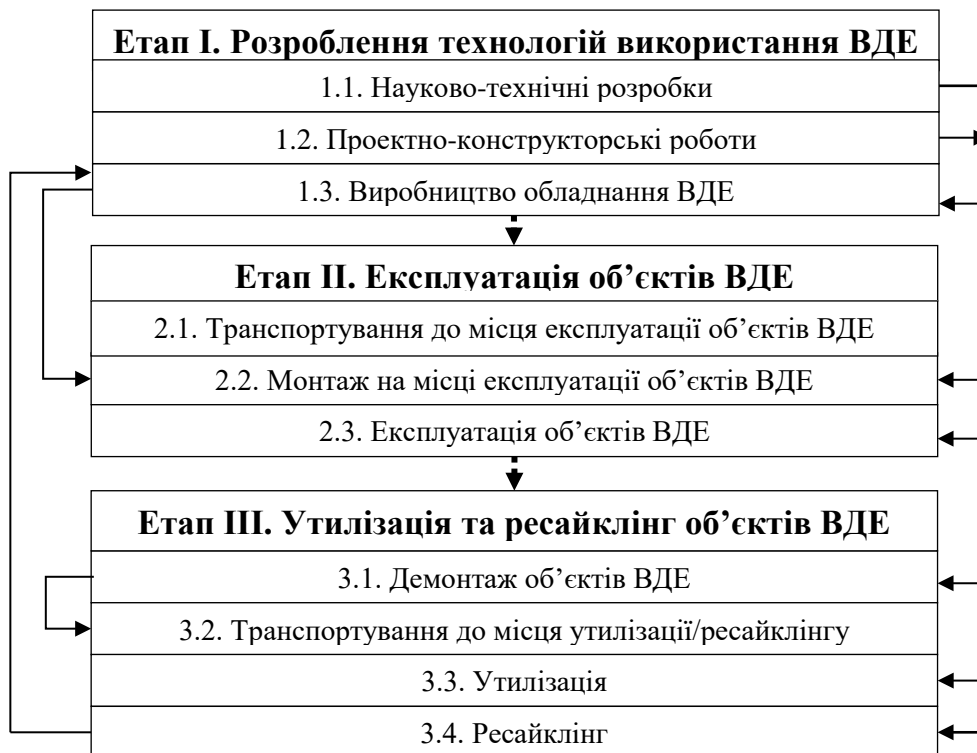 Етап І. Розроблення технологій використання ВДЕ
1.1. Науково-технічні розробки
1.2. Проектно-конструкторські роботи
1.3. Виробництво обладнання ВДЕ
Етап ІІ. Експлуатація об’єктів ВДЕ
2.1. Транспортування до місця експлуатації об’єктів ВДЕ
2.2. Монтаж на місці експлуатації об’єктів ВДЕ
2.3. Експлуатація об’єктів ВДЕ
Етап ІІІ. Утилізація та ресайклінг об’єктів ВДЕ
3.1. Демонтаж об’єктів ВДЕ
3.2. Транспортування до місця утилізації/ресайклінгу
3.3. Утилізація
3.4. Ресайклінг